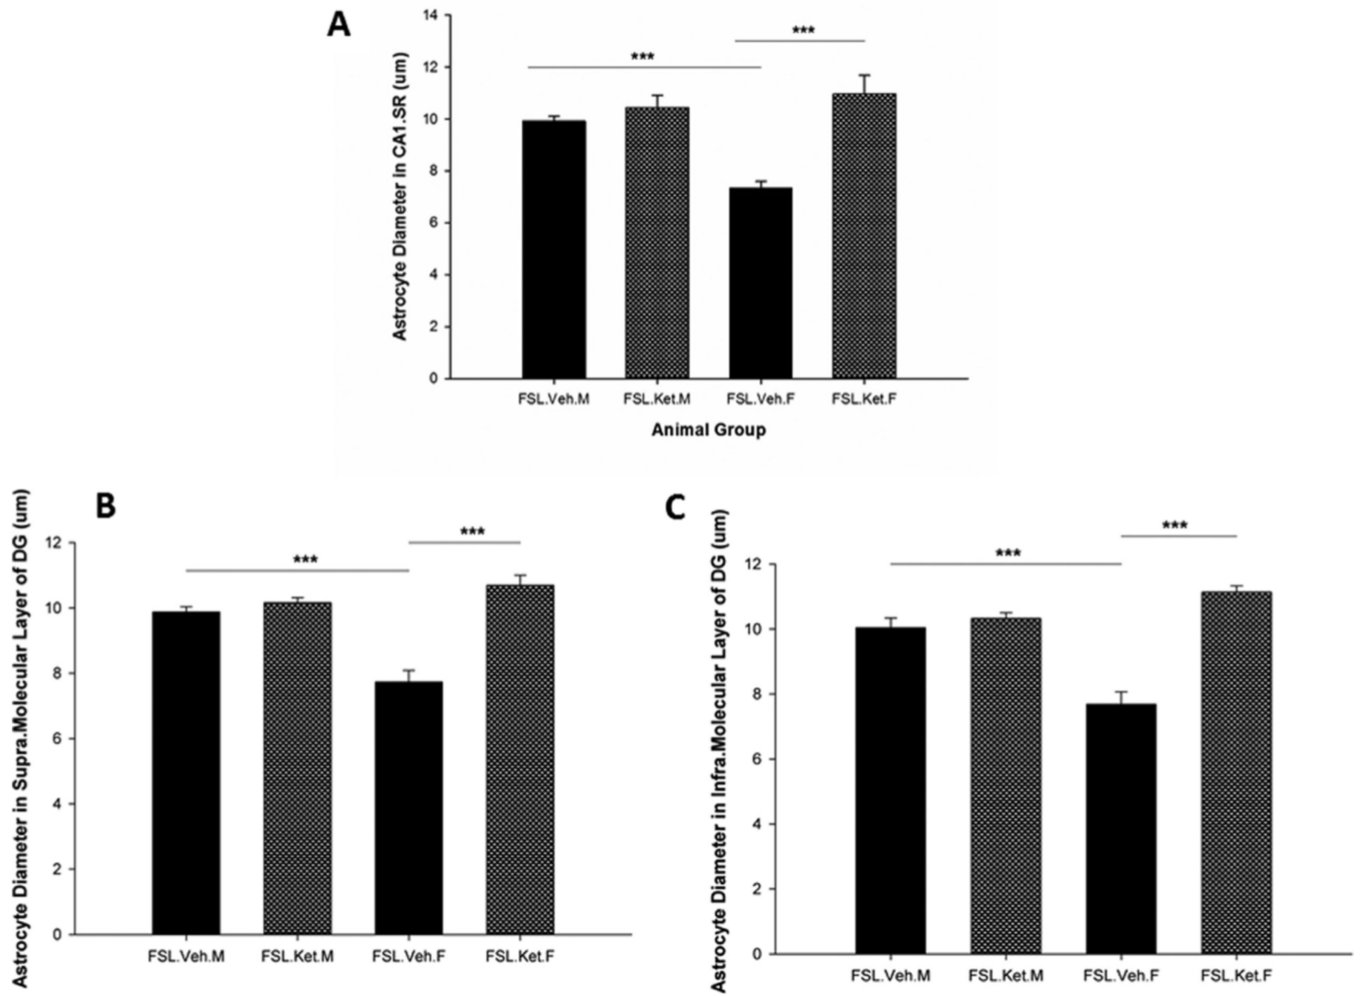 A
Astrocyte Diameter in CA1.SR (um)
14
12
10
8
6
4
2
0
***
***
FSL.Veh.M
FSL.Ket.M
FSL.Veh.F
FSL.Ket.F
Animal Group
B
Astrocyte Diameter in Supra.Molecular Layer of DG (um)
12
10
8
6
4
2
0
***
***
FSL.Veh.M
FSL.Ket.M
FSL.Veh.F
FSL.Ket.F
C
Astrocyte Diameter in Infra.Molecular Layer of DG (um)
12
10
8
6
4
2
0
***
***
FSL.Veh.M
FSL.Ket.M
FSL.Veh.F
FSL.Ket.F